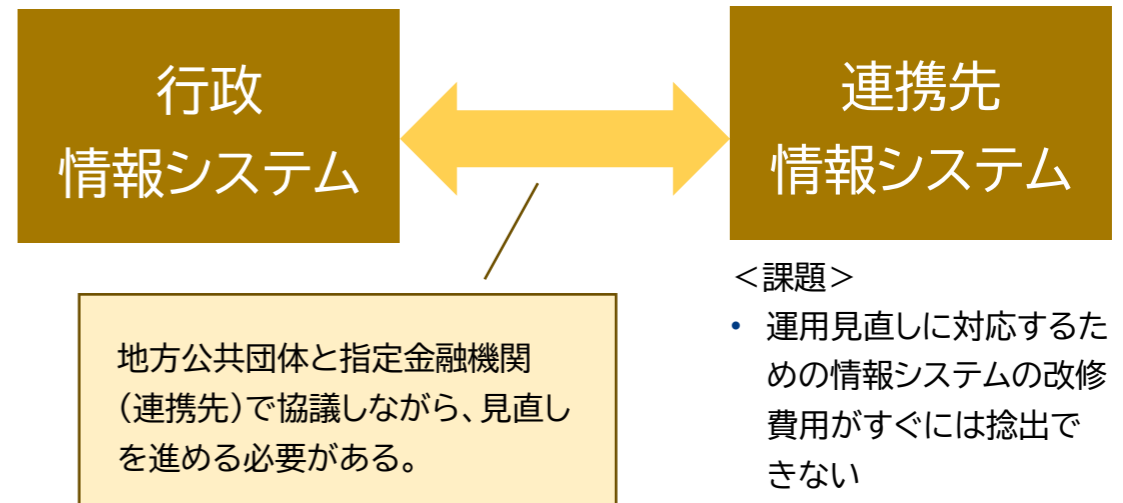 行政
情報システム
連携先
情報システム
地方公共団体と指定金融機関
（連携先）で協議しながら、見直し
を進める必要がある。
＜課題＞
• 運用見直しに対応するた
めの情報システムの改修
費用がすぐには捻出で
きない